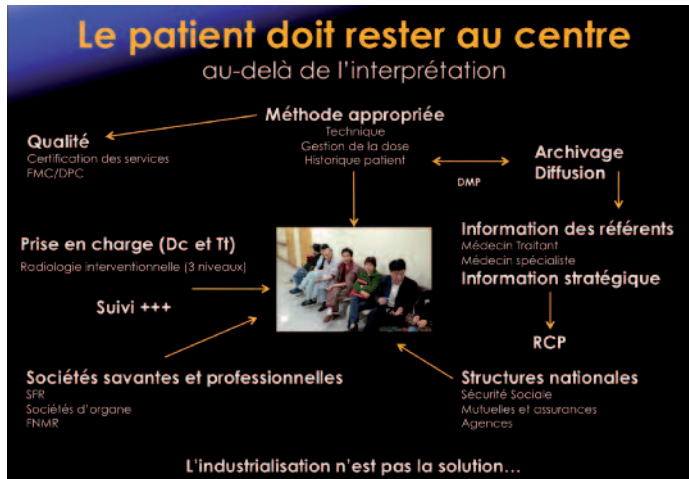 Le patient doit rester au centre
au-delà de l'interprétation
Méthode appropriée
Technique
Gestion de la dose
Historique patient
Qualité
Certification des services
FMC/DPC
DMP
Archivage
Diffusion
Prise en charge (Dc et Tt)
Radiologie interventionnelle (3 niveaux)
Suivi +++
Information des référents
Médecin Traitant
Médecin spécialiste
Information stratégique
RCP
Sociétés savantes et professionnelles
SFR
Sociétés d'organe
FNMR
Structures nationales
Sécurité Sociale
Mutuelles et assurances
Agences
L'industrialisation n'est pas la solution…